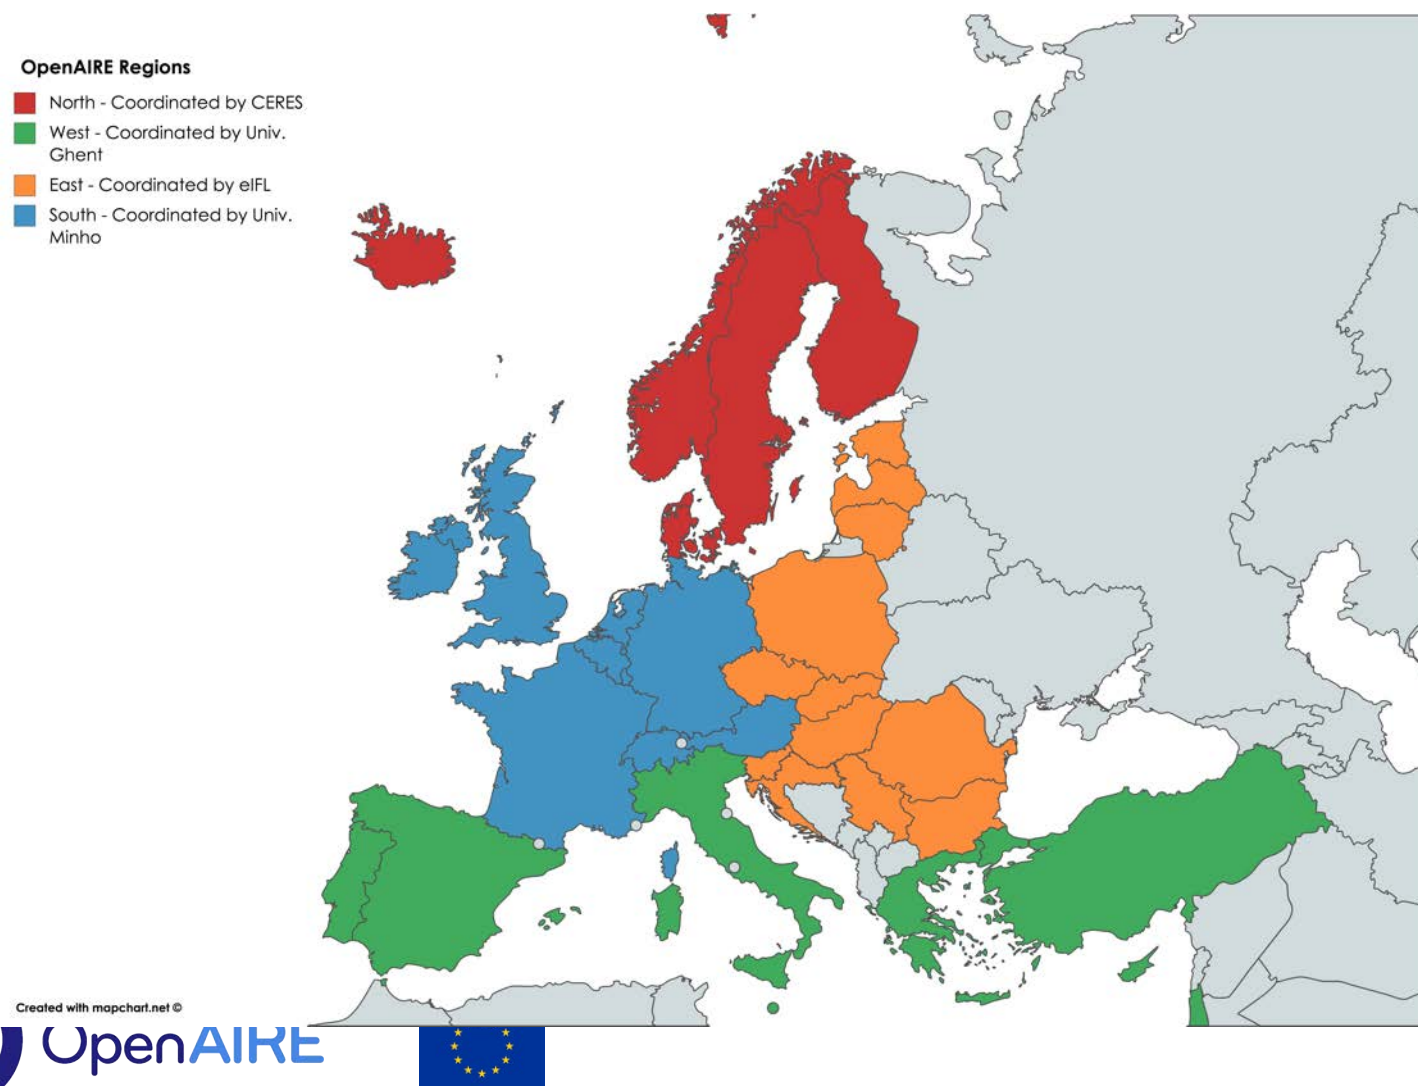 OpenAIRE Regions
North - Coordinated by CERES
West - Coordinated by Univ.
Ghent
East - Coordinated by eIFL
South - Coordinated by Univ.
Minho
Created with mapchart.net ©
OpenAIRE